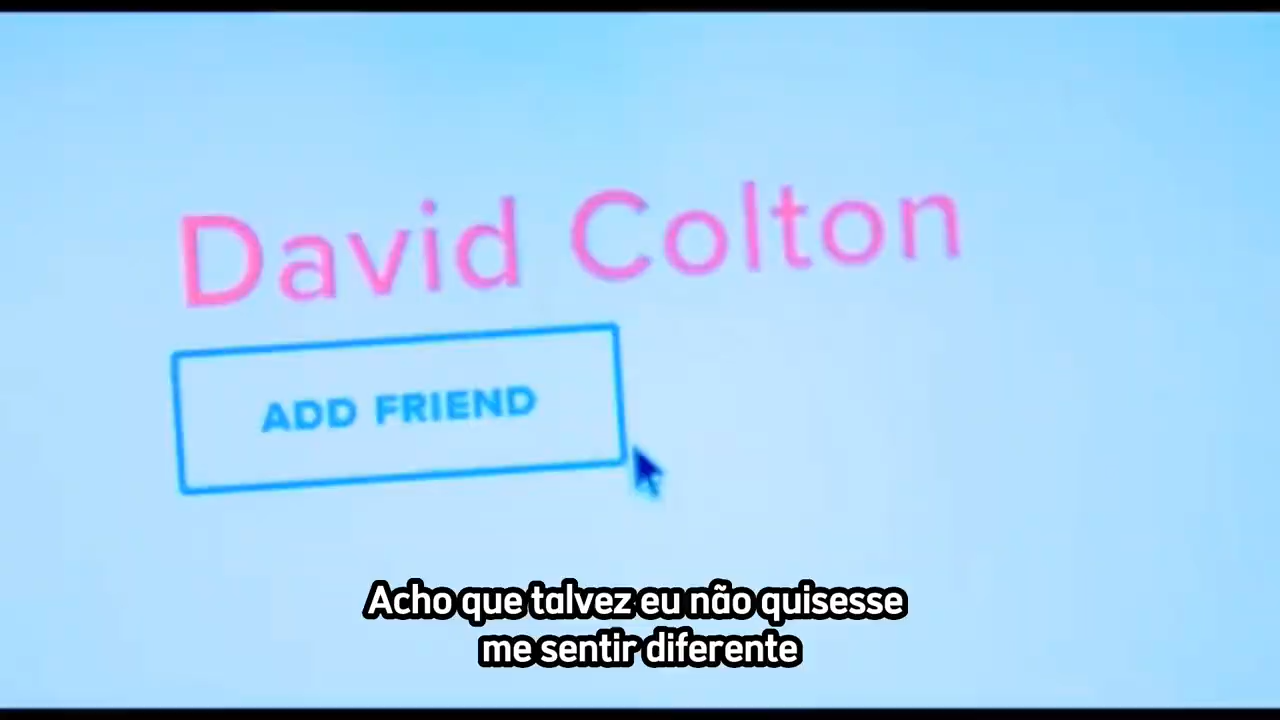 David Colton
ADD FRIEND
Acho que talvez eu não quisesse
me sentir diferente